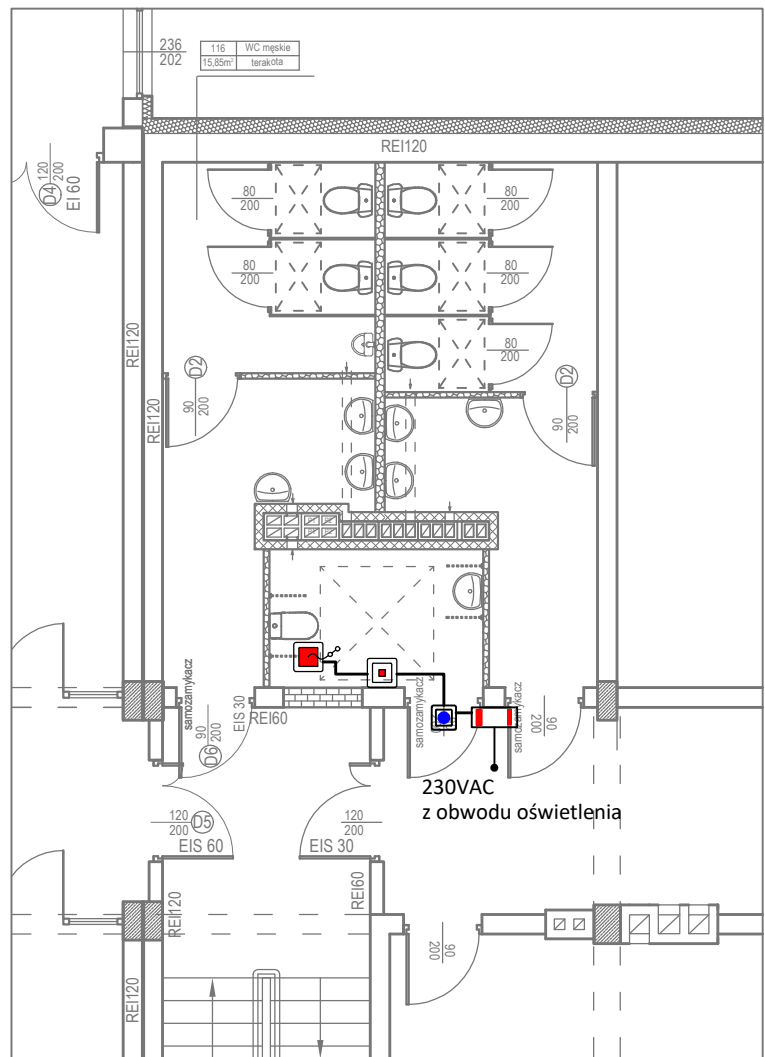 236
202
116 WC męskie
15,85m² terakota
REI120
120
200
D4
EI 60
80
200
80
200
80
200
80
200
80
200
REI120
REI120
D2
90
200
D2
90
200
samozamykacz
90
200
D6
EIS 30
REI60
samozamykacz
samozamykacz
90
200
230VAC
z obwodu oświetlenia
120
200
D5
EIS 60
120
200
EIS 30
REI120
REI60
90
200
REI120